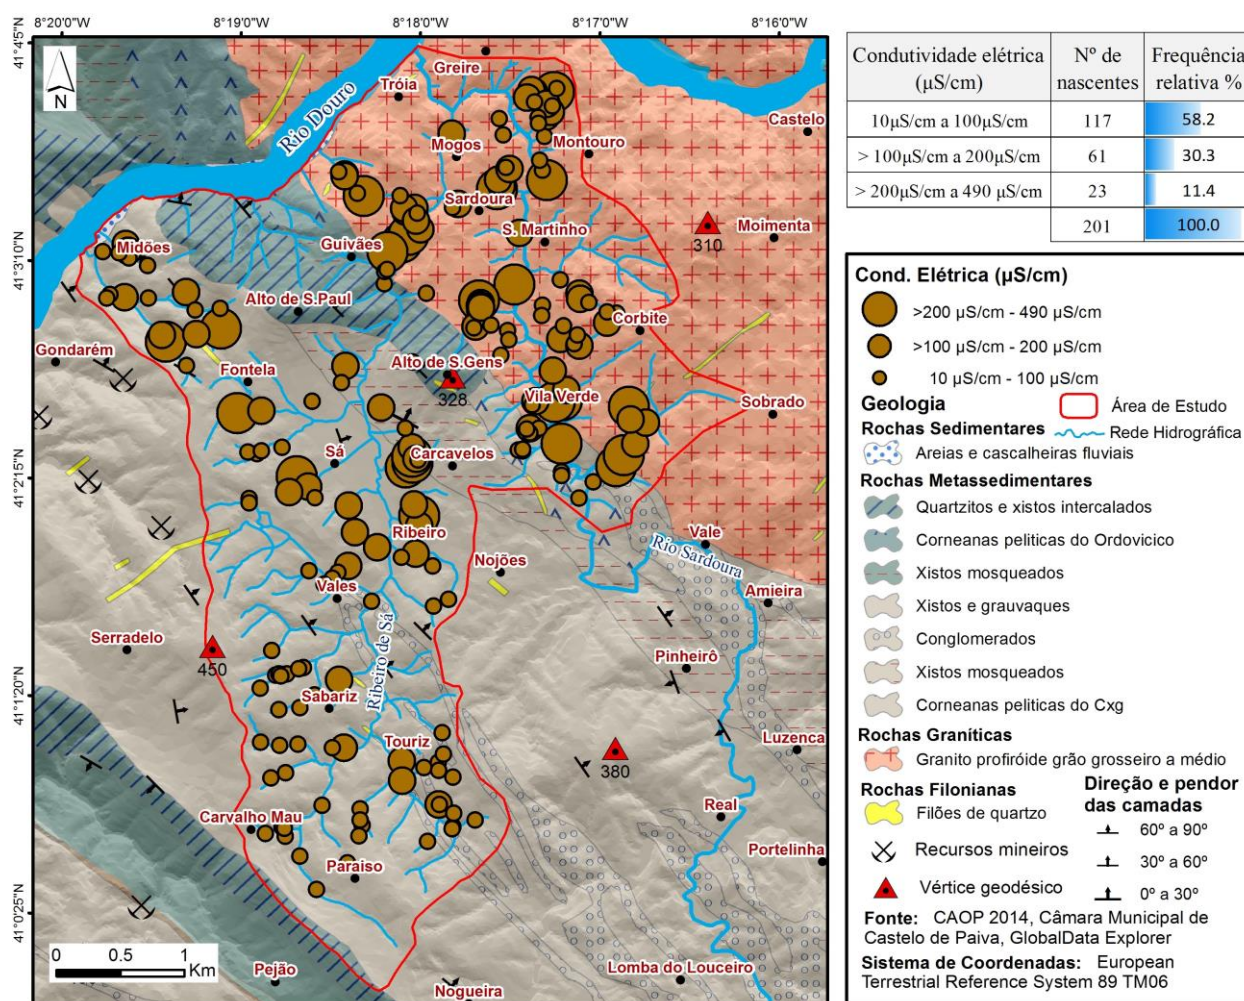 8°20'0"W
8°19'0"W
8°18'0"W
8°17'0"W
8°16'0"W
41°4'5"N
41°3'10"N
41°2'15"N
41°1'20"N
41°0'25"N
N
Rio Douro
Greire
Tróia
Castelo
Mogos
Montouro
Sardoura
Moimenta
310
Midões
Guivães
S. Martinho
Alto de S.Paul
Corbite
Gondarém
Fontela
Alto de S.Gens
328
Vila Verde
Sobrado
Sá
Carcavelos
Ribeiro
Vale
Rio Sardoura
Nojões
Vales
Amieira
Serradelo
450
Ribeiro de Sá
Pinheirô
Sabariz
Touriz
Luzenca
380
Carvalho Mau
Real
Paraiso
Portelinha
0 0.5 1
Km
Pejão
Lomba do Louceiro
Nogueira
Condutividade elétrica Nº de Frequência
(µS/cm) nascentes relativa %
10µS/cm a 100µS/cm 117 58.2
> 100µS/cm a 200µS/cm 61 30.3
> 200µS/cm a 490 µS/cm 23 11.4
201 100.0
Cond. Elétrica (µS/cm)
>200 µS/cm - 490 µS/cm
>100 µS/cm - 200 µS/cm
10 µS/cm - 100 µS/cm
Geologia
Área de Estudo
Rochas Sedimentares
Rede Hidrográfica
Areias e cascalheiras fluviais
Rochas Metassedimentares
Quartzitos e xistos intercalados
Corneanas peliticas do Ordovicico
Xistos mosqueados
Xistos e grauvaques
Conglomerados
Xistos mosqueados
Corneanas peliticas do Cxg
Rochas Graníticas
Granito profiróide grão grosseiro a médio
Rochas Filonianas
Filões de quartzo
Recursos mineiros
Vértice geodésico
Direção e pendor
das camadas
60º a 90º
30º a 60º
0º a 30º
Fonte: CAOP 2014, Câmara Municipal de
Castelo de Paiva, GlobalData Explorer
Sistema de Coordenadas: European
Terrestrial Reference System 89 TM06